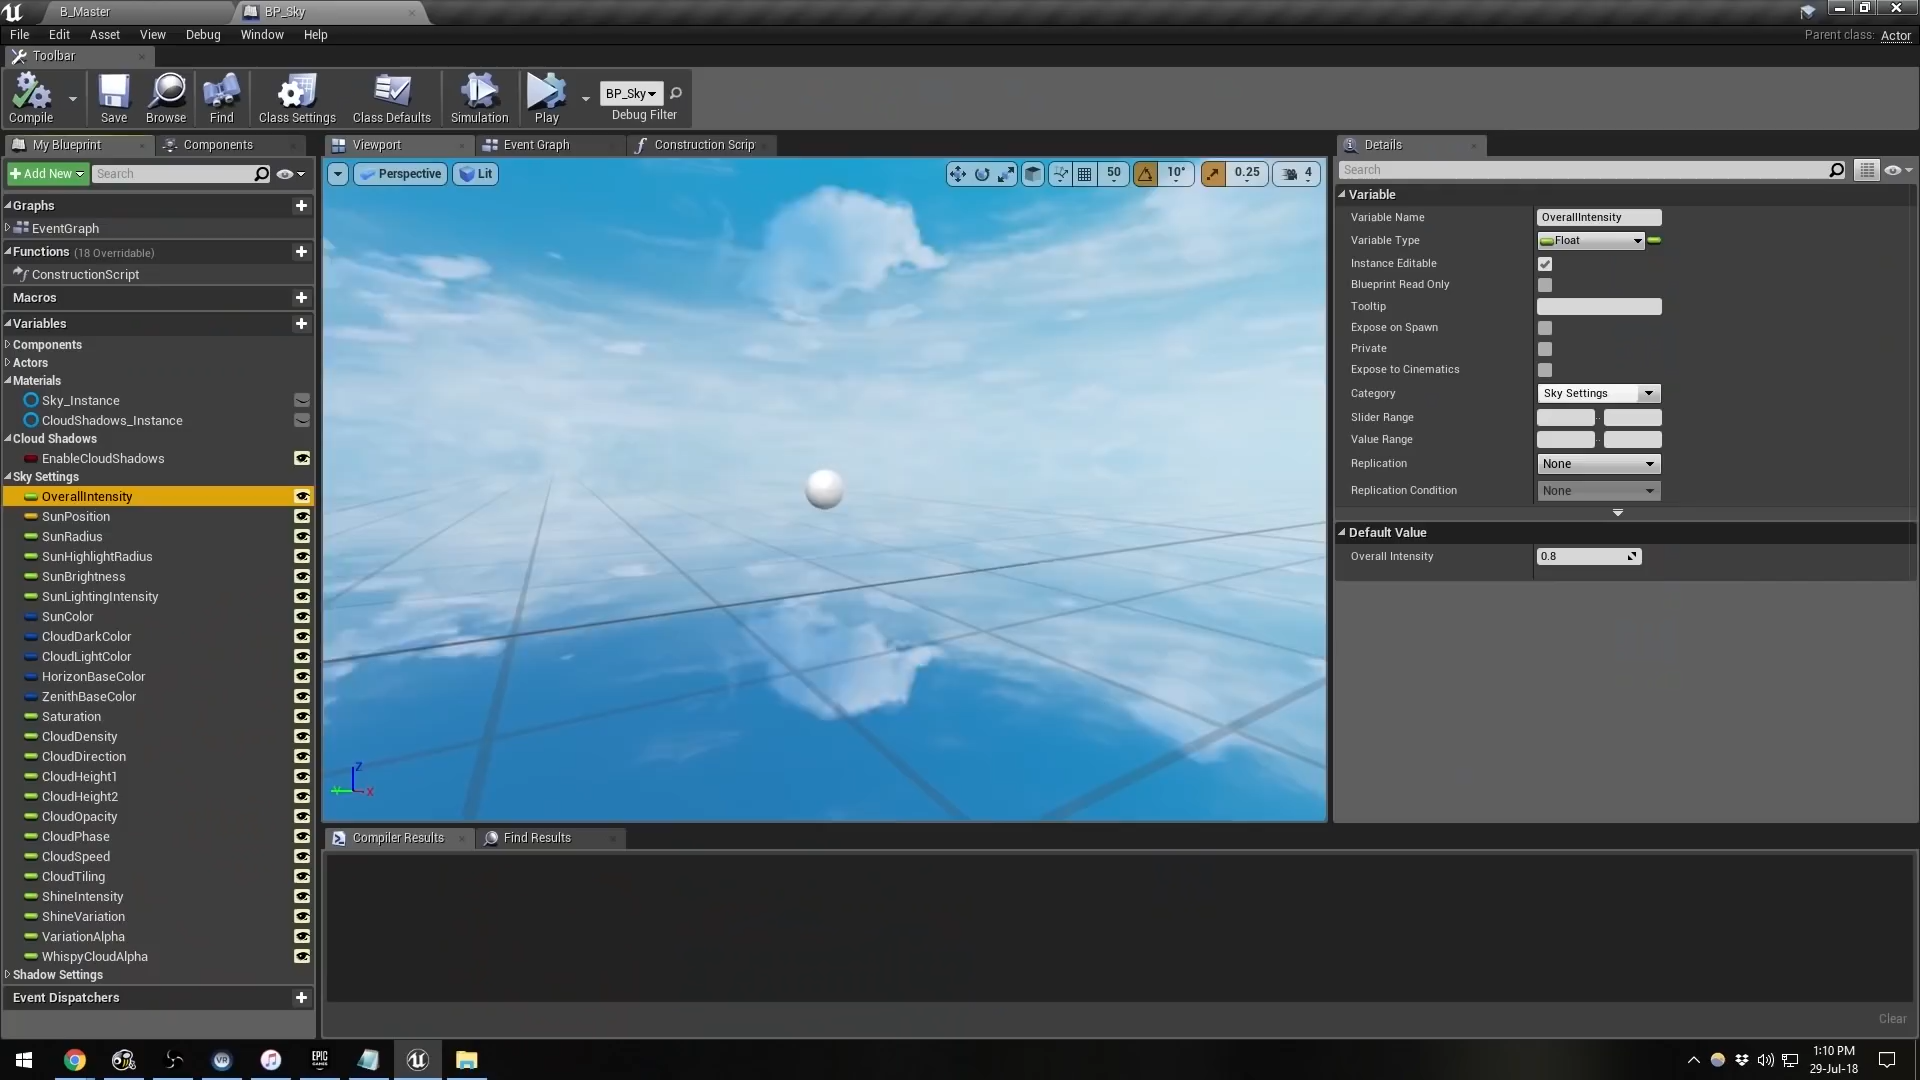 B_Master
BP_Sky
File Edit Asset View Debug Window Help
Parent class: Actor
Toolbar
Compile Save Browse Find Class Settings Class Defaults Simulation Play
BP_Sky
Debug Filter
My Blueprint Components
Add New Search
Graphs
EventGraph
Functions (18 Overridable)
ConstructionScript
Macros
Variables
Components
Actors
Materials
Sky_Instance
CloudShadows_Instance
Cloud Shadows
EnableCloudShadows
Sky Settings
OverallIntensity
SunPosition
SunRadius
SunHighlightRadius
SunBrightness
SunLightingIntensity
SunColor
CloudDarkColor
CloudLightColor
HorizonBaseColor
ZenithBaseColor
Saturation
CloudDensity
CloudDirection
CloudHeight1
CloudHeight2
CloudOpacity
CloudPhase
CloudSpeed
CloudTiling
ShineIntensity
ShineVariation
VariationAlpha
WhispyCloudAlpha
Shadow Settings
Event Dispatchers
Viewport Event Graph Construction Scrip
Perspective Lit 50 10° 0.25 4
Z
Y X
Compiler Results Find Results
Clear
Details
Search
Variable
Variable Name OverallIntensity
Variable Type Float
Instance Editable
Blueprint Read Only
Tooltip
Expose on Spawn
Private
Expose to Cinematics
Category Sky Settings
Slider Range
Value Range
Replication None
Replication Condition None
Default Value
Overall Intensity 0.8
VR
EPIC
GAMES
1:10 PM
29-Jul-18